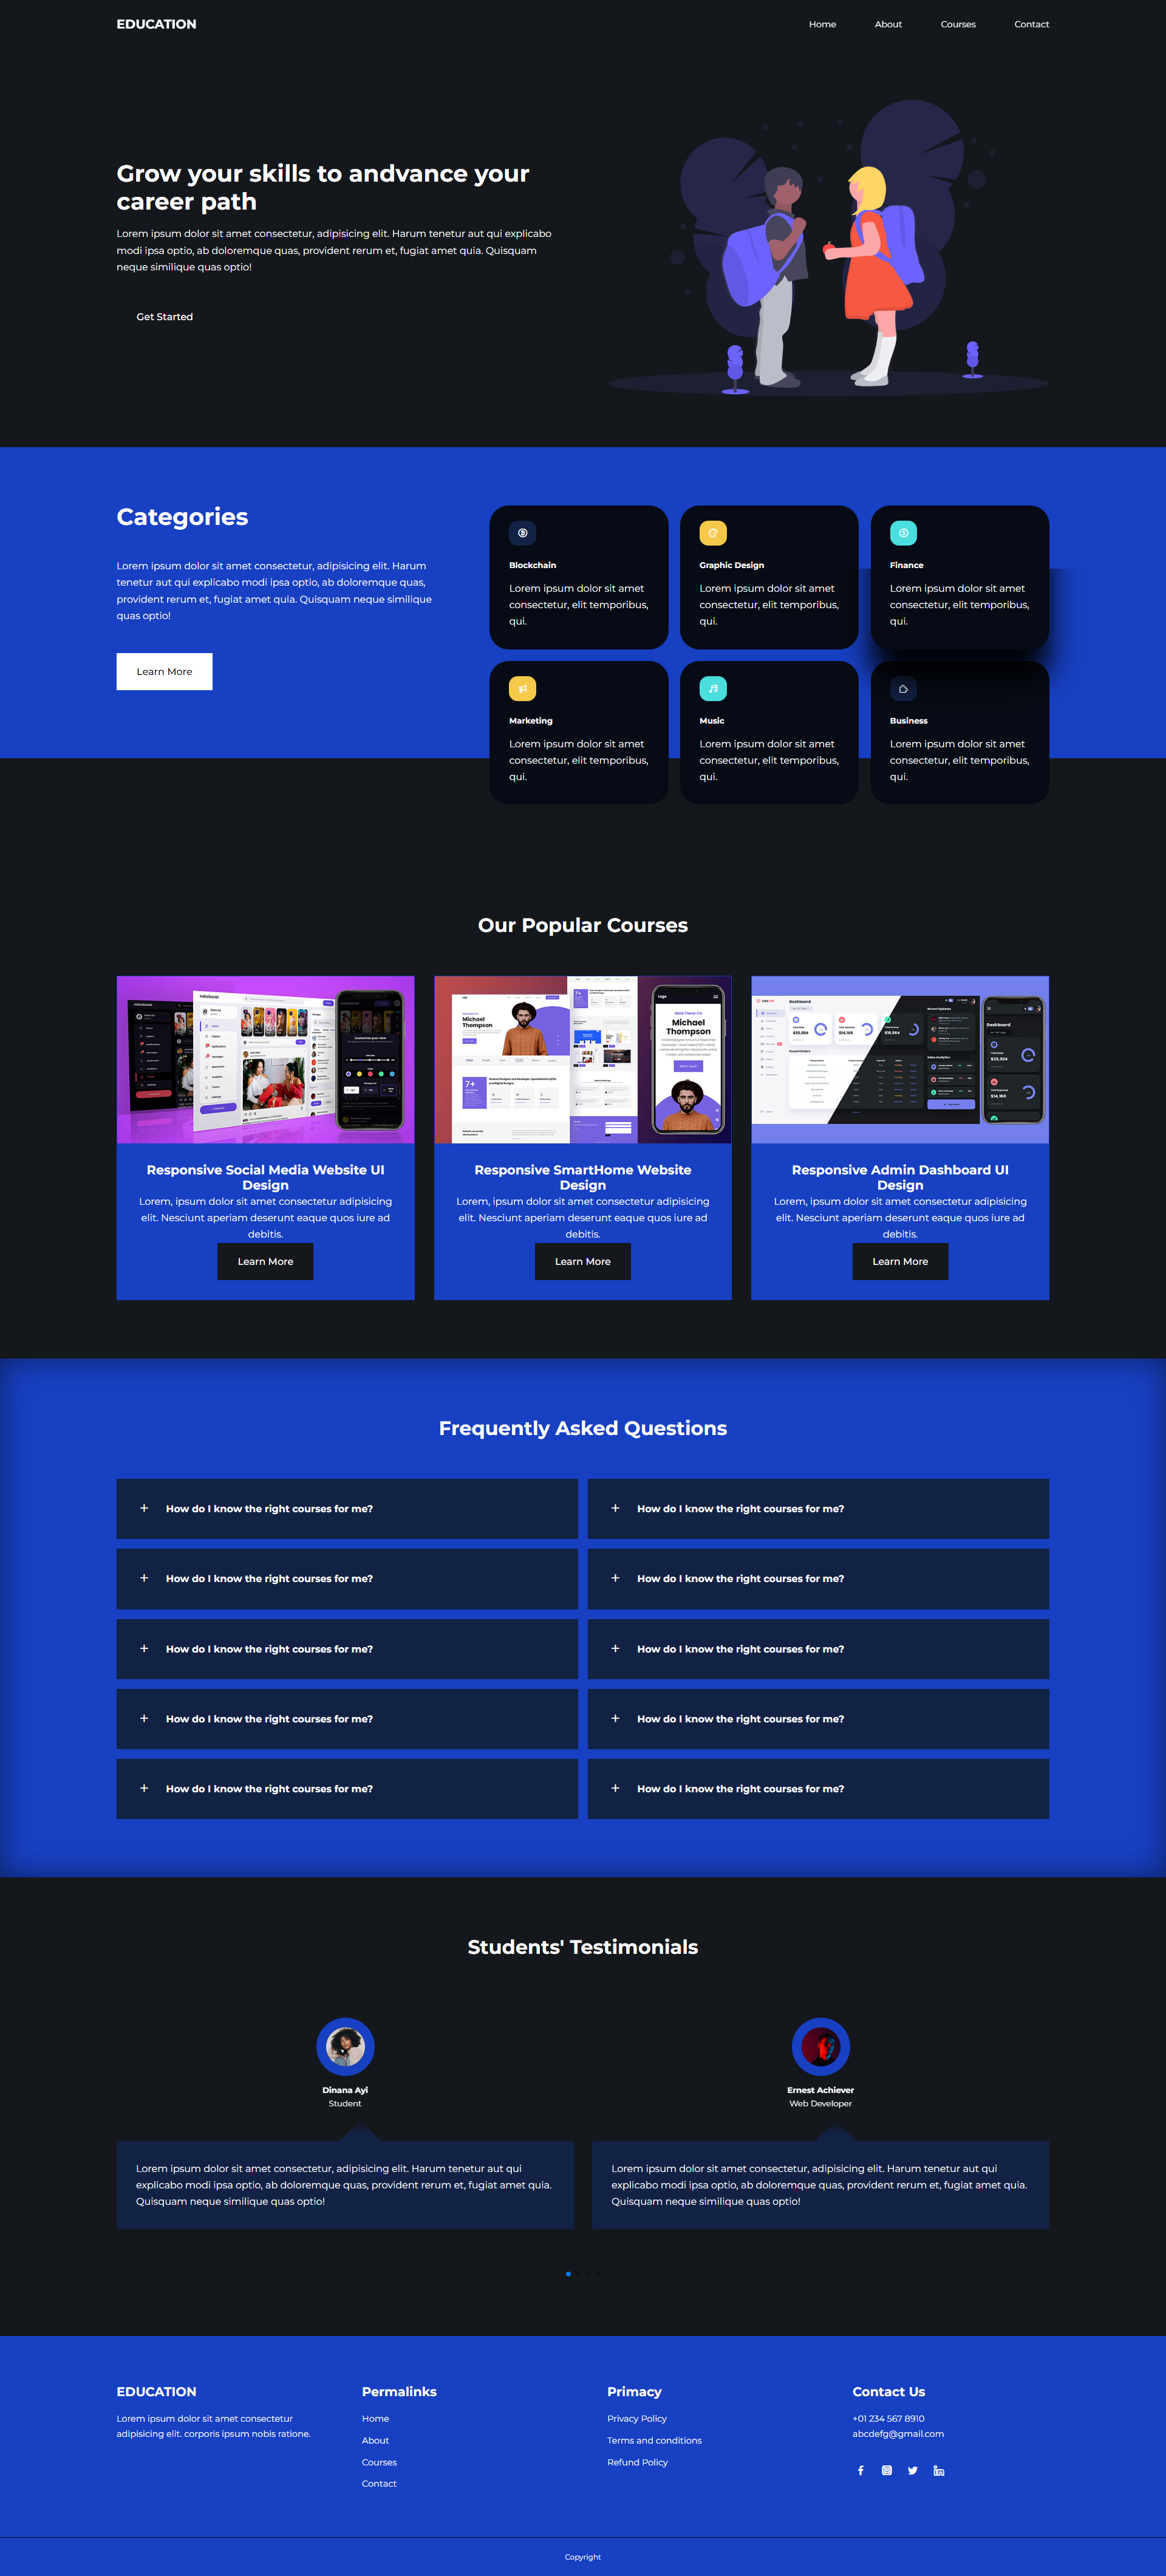 EDUCATION
Home
About
Courses
Contact
Grow your skills to andvance your
career path
Lorem ipsum dolor sit amet consectetur, adipisicing elit. Harum tenetur aut qui explicabo
modi ipsa optio, ab doloremque quas, provident rerum et, fugiat amet quia. Quisquam
neque similique quas optio!
Get Started
Categories
Lorem ipsum dolor sit amet consectetur, adipisicing elit. Harum
tenetur aut qui explicabo modi ipsa optio, ab doloremque quas,
provident rerum et, fugiat amet quia. Quisquam neque similique
quas optio!
Learn More
Blockchain
Lorem ipsum dolor sit amet
consectetur, elit temporibus,
qui.
Graphic Design
Lorem ipsum dolor sit amet
consectetur, elit temporibus,
qui.
Finance
Lorem ipsum dolor sit amet
consectetur, elit temporibus,
qui.
Marketing
Lorem ipsum dolor sit amet
consectetur, elit temporibus,
qui.
Music
Lorem ipsum dolor sit amet
consectetur, elit temporibus,
qui.
Business
Lorem ipsum dolor sit amet
consectetur, elit temporibus,
qui.
Our Popular Courses
Responsive Social Media Website UI
Design
Lorem, ipsum dolor sit amet consectetur adipisicing
elit. Nesciunt aperiam deserunt eaque quos iure ad
debitis.
Learn More
Michael
Thompson
Michael
Thompson
Responsive SmartHome Website
Design
Lorem, ipsum dolor sit amet consectetur adipisicing
elit. Nesciunt aperiam deserunt eaque quos iure ad
debitis.
Learn More
Dashboard
Dashboard
Responsive Admin Dashboard UI
Design
Lorem, ipsum dolor sit amet consectetur adipisicing
elit. Nesciunt aperiam deserunt eaque quos iure ad
debitis.
Learn More
Frequently Asked Questions
How do I know the right courses for me?
How do I know the right courses for me?
How do I know the right courses for me?
How do I know the right courses for me?
How do I know the right courses for me?
How do I know the right courses for me?
How do I know the right courses for me?
How do I know the right courses for me?
How do I know the right courses for me?
How do I know the right courses for me?
Students' Testimonials
Dinana Ayi
Student
Lorem ipsum dolor sit amet consectetur, adipisicing elit. Harum tenetur aut qui
explicabo modi ipsa optio, ab doloremque quas, provident rerum et, fugiat amet quia.
Quisquam neque similique quas optio!
Ernest Achiever
Web Developer
Lorem ipsum dolor sit amet consectetur, adipisicing elit. Harum tenetur aut qui
explicabo modi ipsa optio, ab doloremque quas, provident rerum et, fugiat amet quia.
Quisquam neque similique quas optio!
EDUCATION
Lorem ipsum dolor sit amet consectetur
adipisicing elit. corporis ipsum nobis ratione.
Permalinks
Home
About
Courses
Contact
Primacy
Privacy Policy
Terms and conditions
Refund Policy
Contact Us
+01 234 567 8910
abcdefg@gmail.com
Copyright